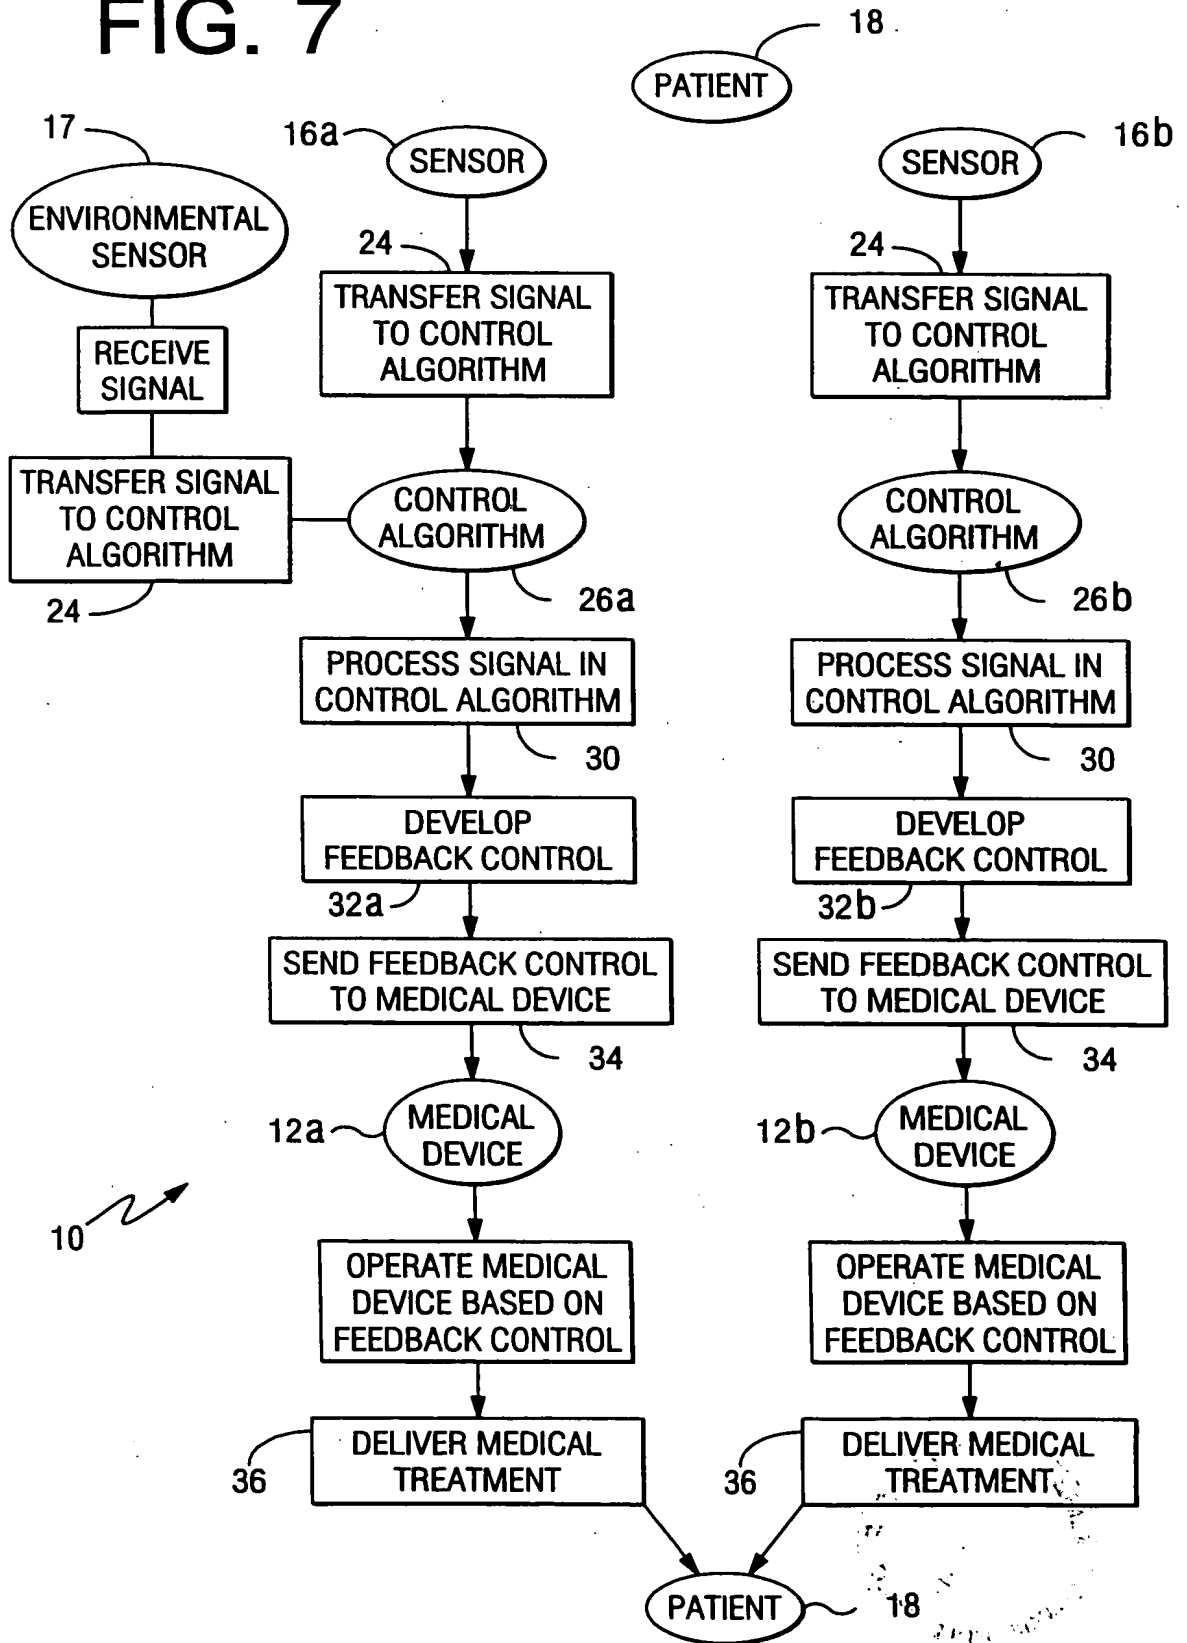 FIG. 7
18
PATIENT
17
ENVIRONMENTAL
SENSOR
RECEIVE
SIGNAL
TRANSFER SIGNAL
TO CONTROL
ALGORITHM
24
16a
SENSOR
24
TRANSFER SIGNAL
TO CONTROL
ALGORITHM
CONTROL
ALGORITHM
26a
PROCESS SIGNAL IN
CONTROL ALGORITHM
30
DEVELOP
FEEDBACK CONTROL
32a
SEND FEEDBACK CONTROL
TO MEDICAL DEVICE
34
12a
MEDICAL
DEVICE
10
OPERATE MEDICAL
DEVICE BASED ON
FEEDBACK CONTROL
DELIVER MEDICAL
TREATMENT
36
16b
SENSOR
24
TRANSFER SIGNAL
TO CONTROL
ALGORITHM
CONTROL
ALGORITHM
26b
PROCESS SIGNAL IN
CONTROL ALGORITHM
30
DEVELOP
FEEDBACK CONTROL
32b
SEND FEEDBACK CONTROL
TO MEDICAL DEVICE
34
12b
MEDICAL
DEVICE
OPERATE MEDICAL
DEVICE BASED ON
FEEDBACK CONTROL
DELIVER MEDICAL
TREATMENT
36
PATIENT
18